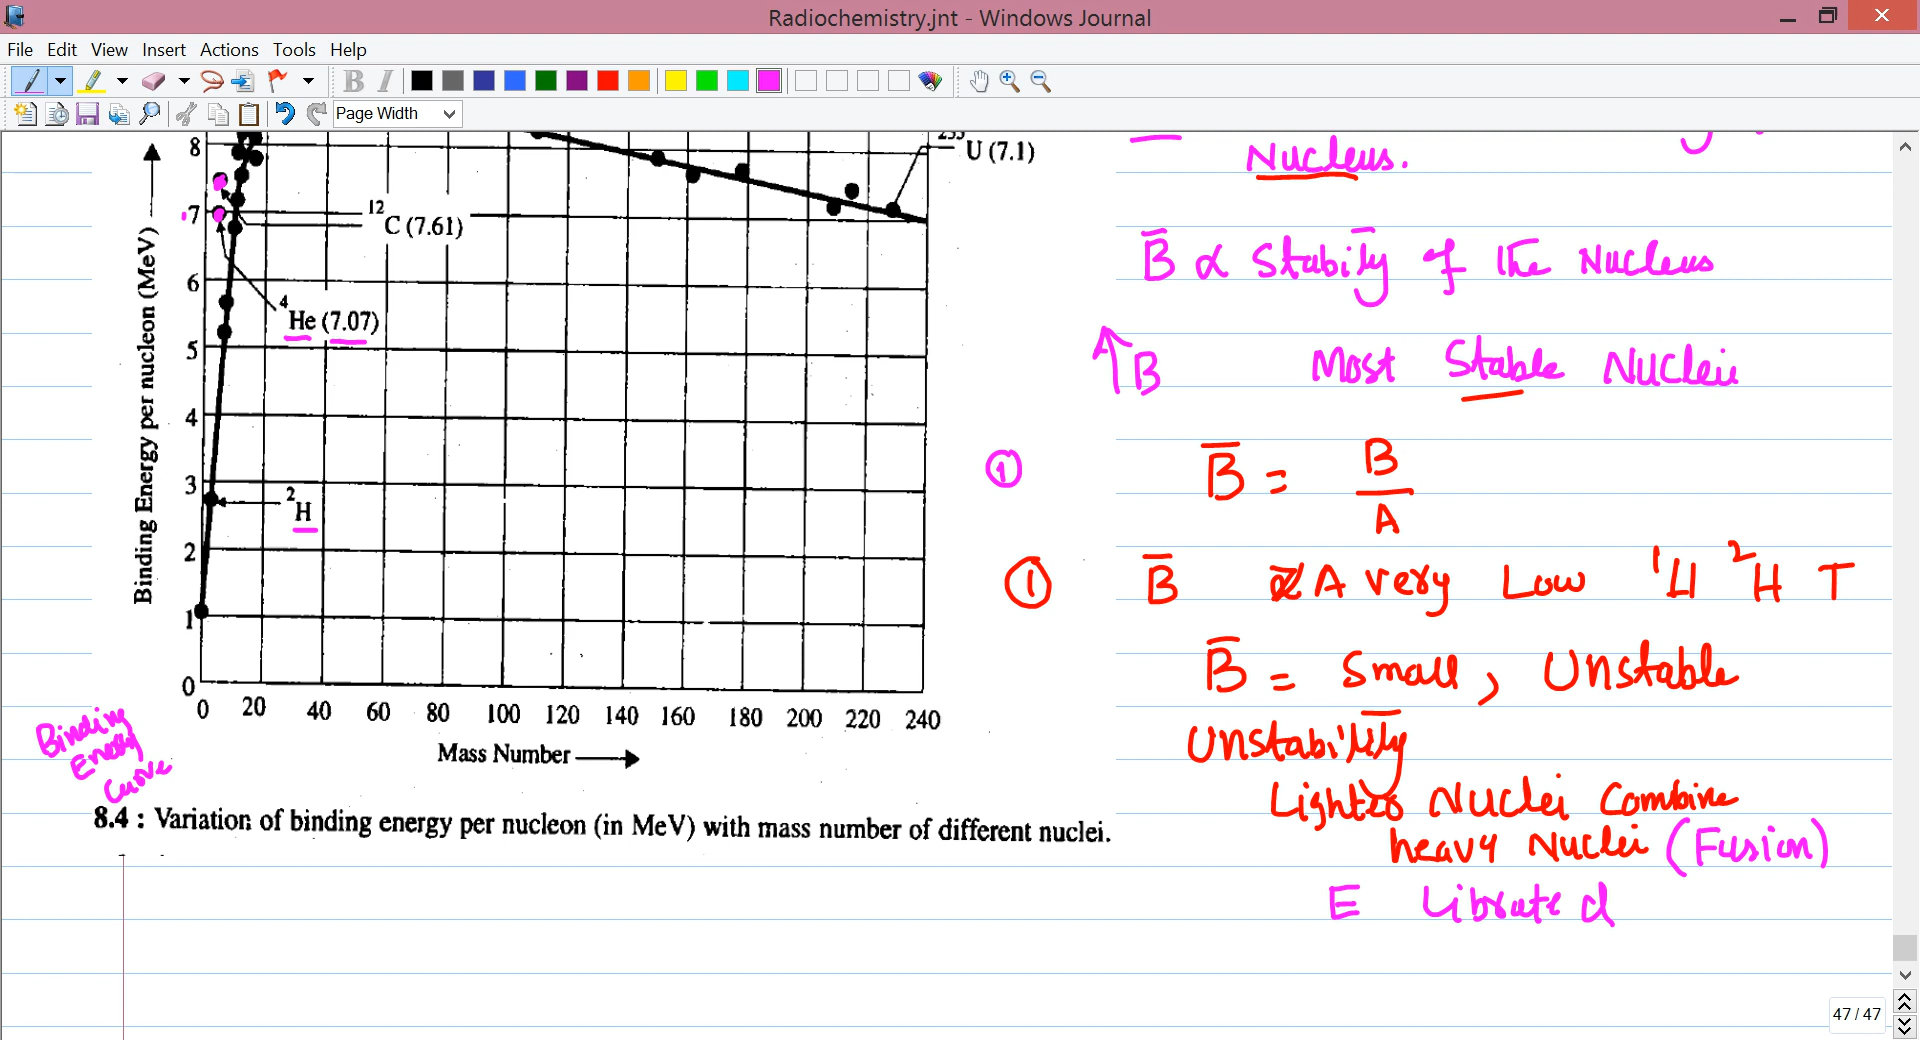 Radiochemistry.jnt - Windows Journal
File Edit View Insert Actions Tools Help
B I
Page Width
8
7
6
5
4
3
2
1
0
Binding Energy per nucleon (MeV)
235
U (7.1)
12
C (7.61)
4
He (7.07)
2
H
0 20 40 60 80 100 120 140 160 180 200 220 240
Mass Number
Binding
Energy
Curve
8.4 : Variation of binding energy per nucleon (in MeV) with mass number of different nuclei.
Nucleus.
B̅ ∝ Stabity of the Nucleus
↑B Most Stable Nucleii
① B̅ = B/A
① B̅ A very Low ¹H ²H T
B̅ = Small, Unstable
Unstability
Lighter Nuclei Combine
heavy Nuclei (Fusion)
E Librated
47 / 47